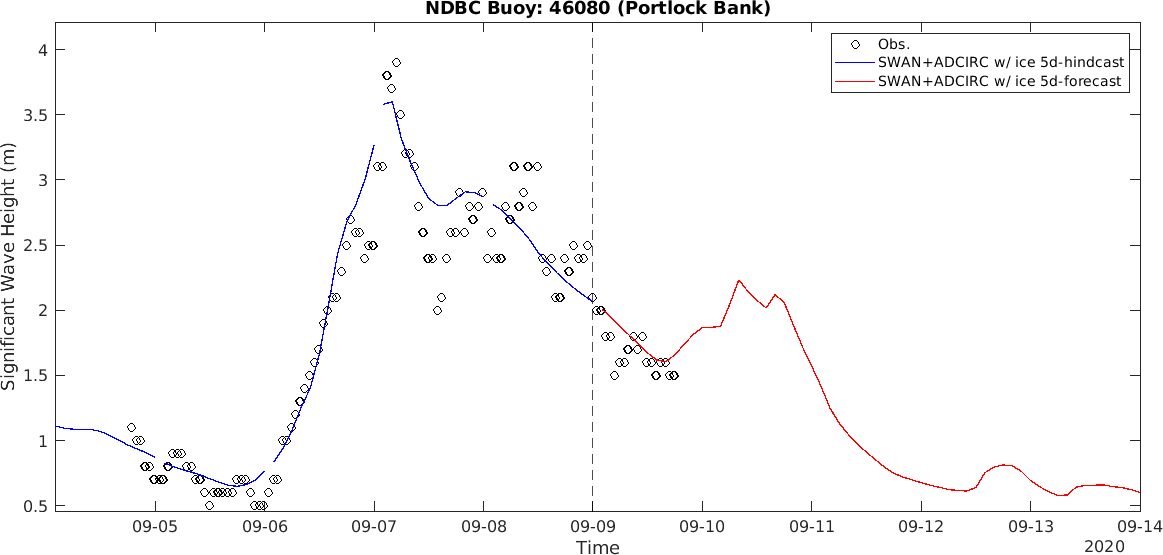 NDBC Buoy: 46080 (Portlock Bank)
Obs.
SWAN+ADCIRC w/ ice 5d-hindcast
SWAN+ADCIRC w/ ice 5d-forecast
Significant Wave Height (m)
4
3.5
3
2.5
2
1.5
1
0.5
09-05 09-06 09-07 09-08 09-09 09-10 09-11 09-12 09-13 09-14
Time
2020